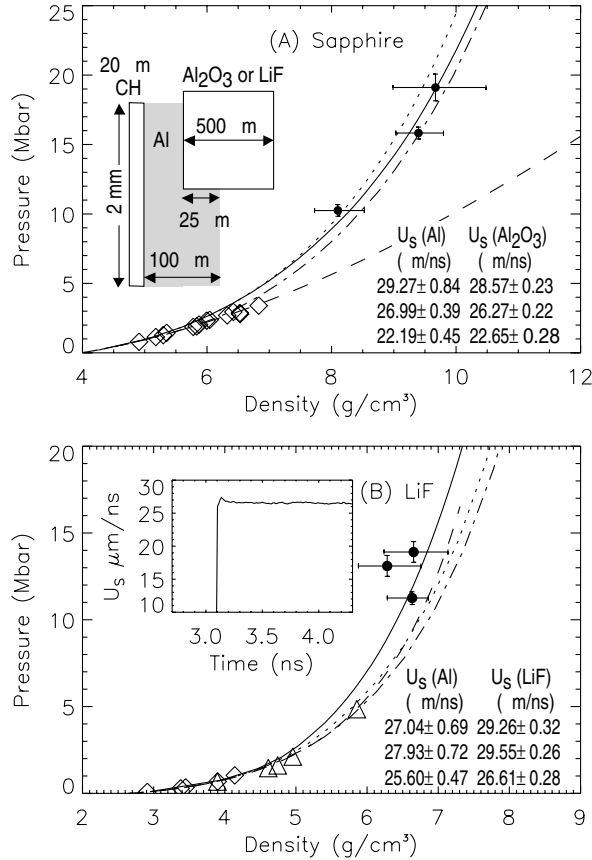 25
20
15
10
5
0
Pressure (Mbar)
(A) Sapphire
20 m
CH
Al₂O₃ or LiF
Al
500 m
2 mm
25 m
100 m
U_S (Al) U_S (Al₂O₃)
( m/ns) ( m/ns)
29.27± 0.84 28.57± 0.23
26.99± 0.39 26.27± 0.22
22.19± 0.45 22.65± 0.28
4 6 8 10 12
Density (g/cm³)
20
15
10
5
0
Pressure (Mbar)
(B) LiF
30
25
20
15
10
U_S μm/ns
3.0 3.5 4.0
Time (ns)
U_S (Al) U_S (LiF)
( m/ns) ( m/ns)
27.04± 0.69 29.26± 0.32
27.93± 0.72 29.55± 0.26
25.60± 0.47 26.61± 0.28
2 3 4 5 6 7 8 9
Density (g/cm³)